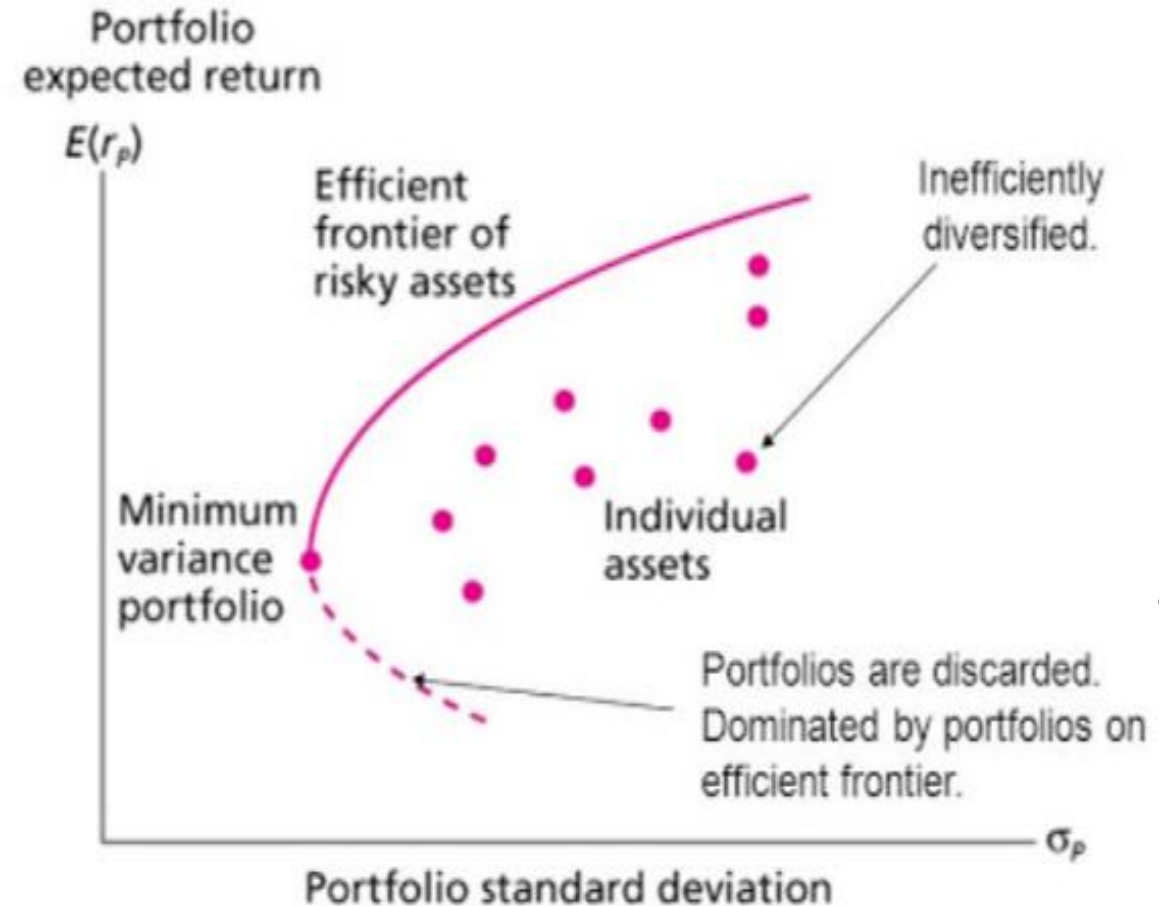 Portfolio
expected return
E(rₚ)
Efficient
frontier of
risky assets
Inefficiently
diversified.
Minimum
variance
portfolio
Individual
assets
Portfolios are discarded.
Dominated by portfolios on
efficient frontier.
σₚ
Portfolio standard deviation